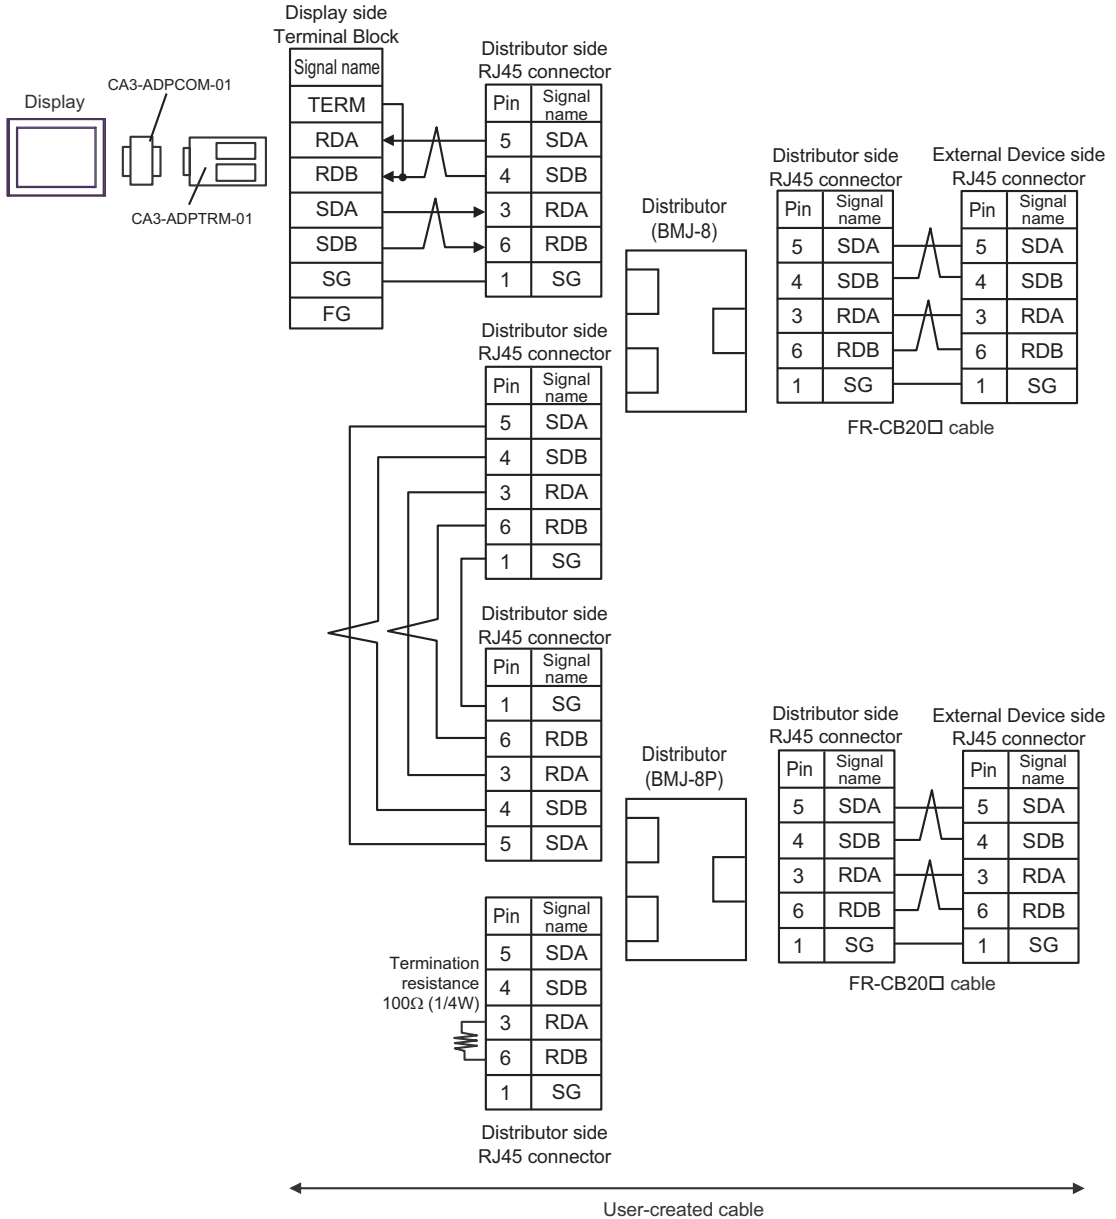 Display side
Terminal Block
Signal name
TERM
RDA
RDB
SDA
SDB
SG
FG
Display
CA3-ADPCOM-01
CA3-ADPTRM-01
Distributor side
RJ45 connector
Pin Signal name
5 SDA
4 SDB
3 RDA
6 RDB
1 SG
Distributor
(BMJ-8)
Distributor side
RJ45 connector
Pin Signal name
5 SDA
4 SDB
3 RDA
6 RDB
1 SG
External Device side
RJ45 connector
Pin Signal name
5 SDA
4 SDB
3 RDA
6 RDB
1 SG
FR-CB20□ cable
Distributor side
RJ45 connector
Pin Signal name
5 SDA
4 SDB
3 RDA
6 RDB
1 SG
Distributor side
RJ45 connector
Pin Signal name
1 SG
6 RDB
3 RDA
4 SDB
5 SDA
Distributor
(BMJ-8P)
Distributor side
RJ45 connector
Pin Signal name
5 SDA
4 SDB
3 RDA
6 RDB
1 SG
External Device side
RJ45 connector
Pin Signal name
5 SDA
4 SDB
3 RDA
6 RDB
1 SG
FR-CB20□ cable
Termination
resistance
100Ω (1/4W)
Pin Signal name
5 SDA
4 SDB
3 RDA
6 RDB
1 SG
Distributor side
RJ45 connector
User-created cable